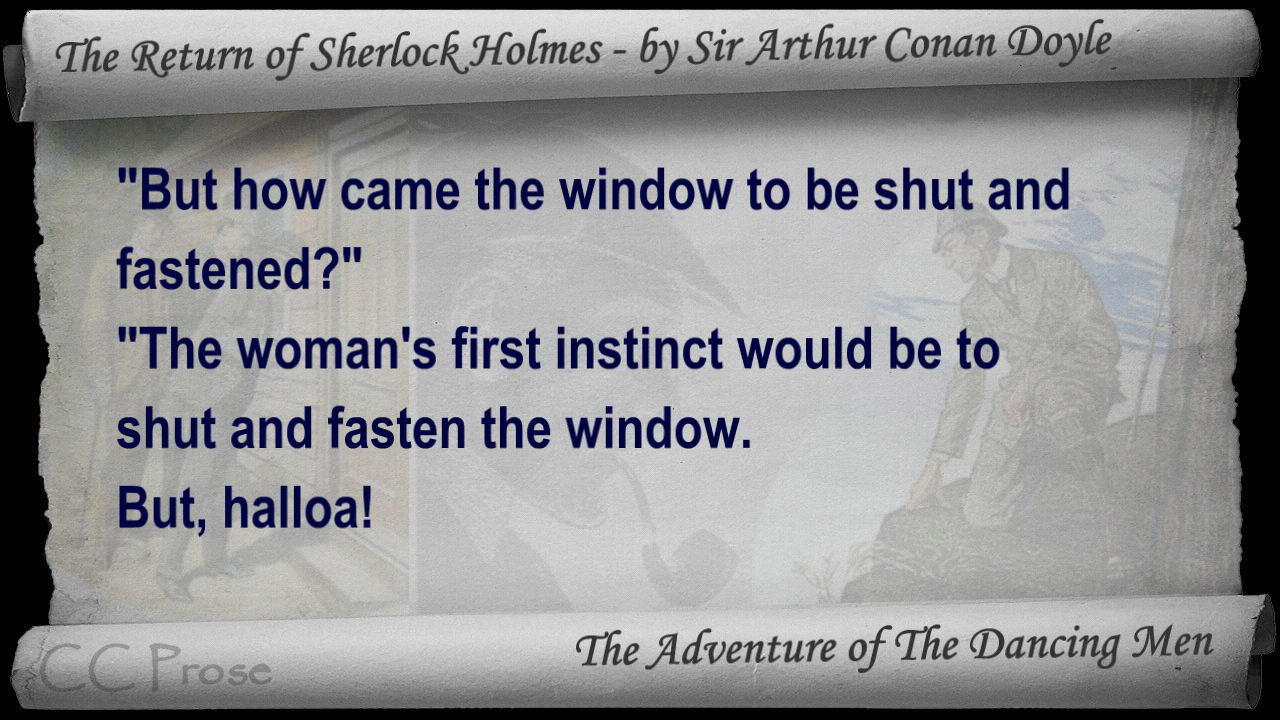 The Return of Sherlock Holmes - by Sir Arthur Conan Doyle
"But how came the window to be shut and
fastened?"
"The woman's first instinct would be to
shut and fasten the window.
But, halloa!
The Adventure of The Dancing Men
CC Prose